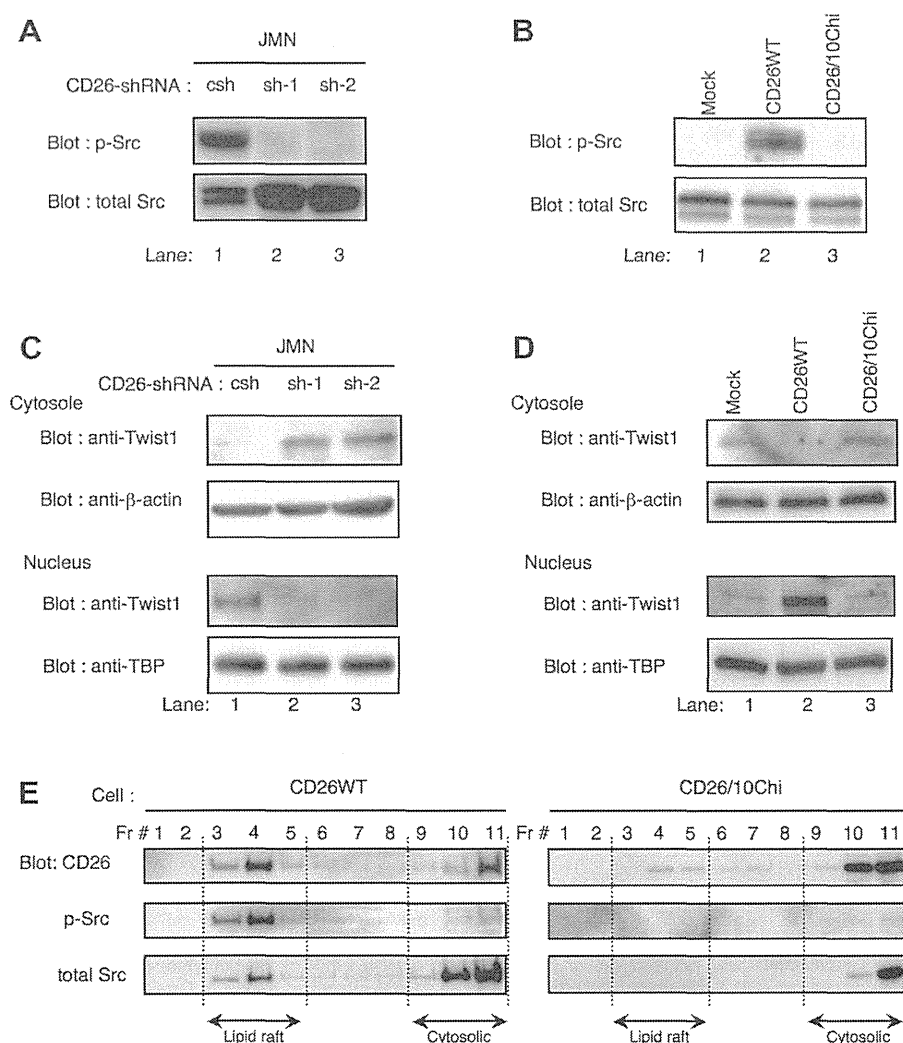 A
JMN
CD26-shRNA : csh sh-1 sh-2
Blot : p-Src
Blot : total Src
Lane: 1 2 3
B
Mock CD26WT CD26/10Chi
Blot : p-Src
Blot : total Src
Lane: 1 2 3
C
JMN
CD26-shRNA : csh sh-1 sh-2
Cytosole
Blot : anti-Twist1
Blot : anti-β-actin
Nucleus
Blot : anti-Twist1
Blot : anti-TBP
Lane: 1 2 3
D
Mock CD26WT CD26/10Chi
Cytosole
Blot : anti-Twist1
Blot : anti-β-actin
Nucleus
Blot : anti-Twist1
Blot : anti-TBP
Lane: 1 2 3
E
Cell : CD26WT CD26/10Chi
Fr # 1 2 3 4 5 6 7 8 9 10 11 Fr # 1 2 3 4 5 6 7 8 9 10 11
Blot: CD26
p-Src
total Src
Lipid raft Cytosolic Lipid raft Cytosolic